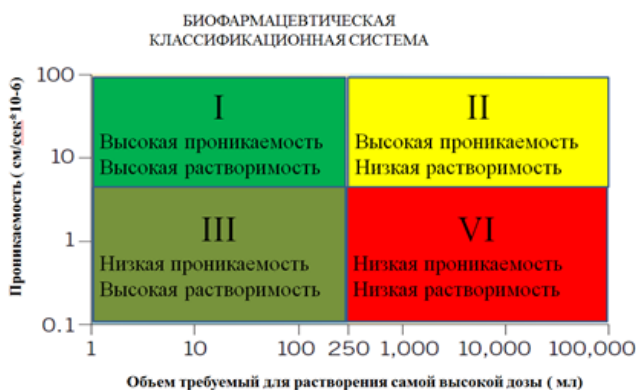 БИОФАРМАЦЕВТИЧЕСКАЯ
КЛАССИФИКАЦИОННАЯ СИСТЕМА
Проникаемость ( см/сек*10-6)
100
10
1
0.1
I
Высокая проникаемость
Высокая растворимость
II
Высокая проникаемость
Низкая растворимость
III
Низкая проникаемость
Высокая растворимость
VI
Низкая проникаемость
Низкая растворимость
1 10 100 250 1,000 10,000 100,000
Объем требуемый для растворения самой высокой дозы ( мл)